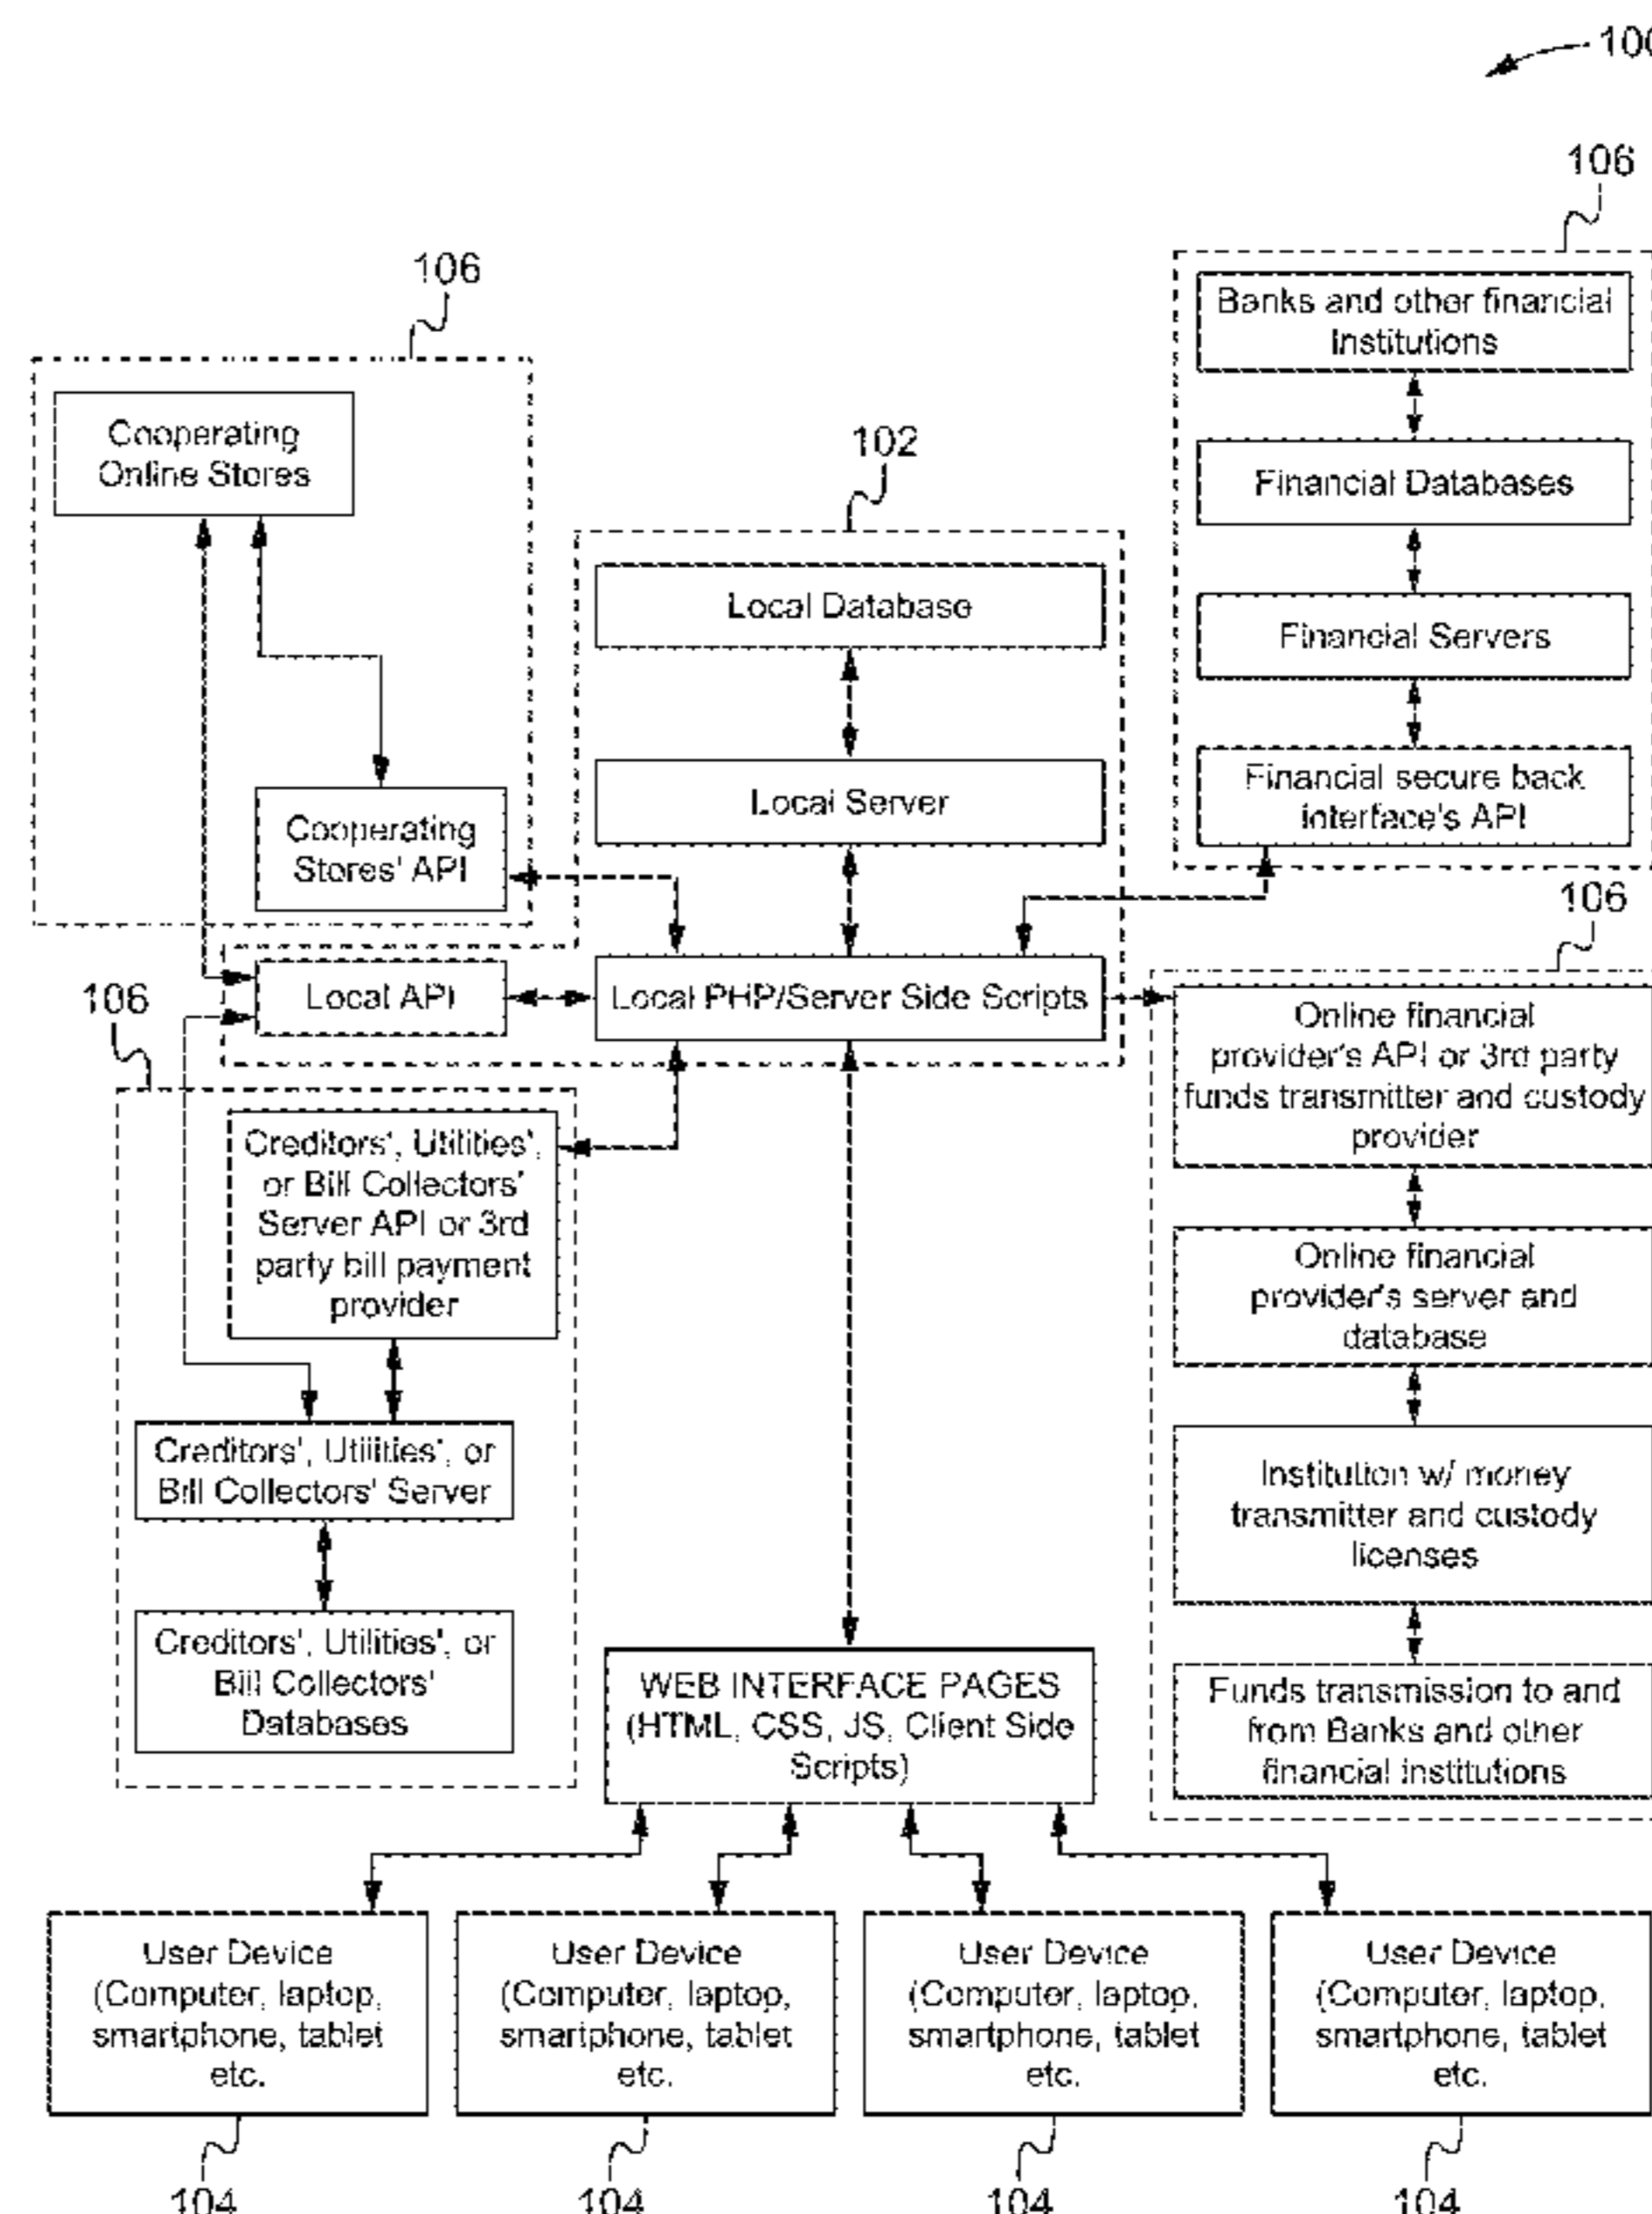 100
106
Banks and other financial
Institutions
Financial Databases
Financial Servers
Financial secure back
interface's API
106
Cooperating
Online Stores
Cooperating
Stores' API
102
Local Database
Local Server
Local API
Local PHP/Server Side Scripts
106
Online financial
provider's API or 3rd party
funds transmitter and custody
provider
Online financial
provider's server and
database
Institution w/ money
transmitter and custody
licenses
Funds transmission to and
from Banks and other
financial institutions
106
Creditors', Utilities',
or Bill Collectors'
Server API or 3rd
party bill payment
provider
Creditors', Utilities', or
Bill Collectors' Server
Creditors', Utilities', or
Bill Collectors'
Databases
WEB INTERFACE PAGES
(HTML, CSS, JS, Client Side
Scripts)
User Device
(Computer, laptop,
smartphone, tablet
etc.
User Device
(Computer, laptop,
smartphone, tablet
etc.
User Device
(Computer, laptop,
smartphone, tablet
etc.
User Device
(Computer, laptop,
smartphone, tablet
etc.
104
104
104
104